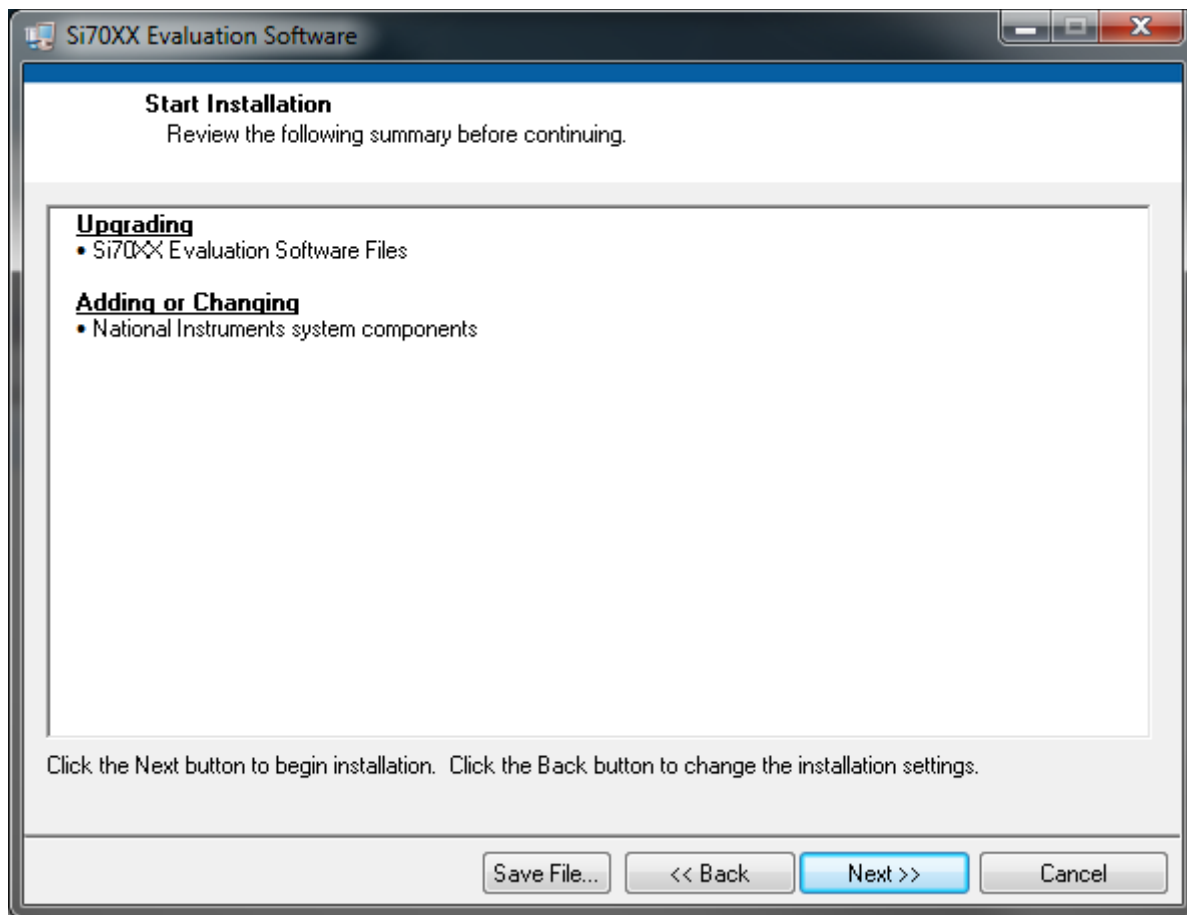 Si70XX Evaluation Software
Start Installation
Review the following summary before continuing.
Upgrading
• Si70XX Evaluation Software Files
Adding or Changing
• National Instruments system components
Click the Next button to begin installation.  Click the Back button to change the installation settings.
Save File...
<< Back
Next >>
Cancel